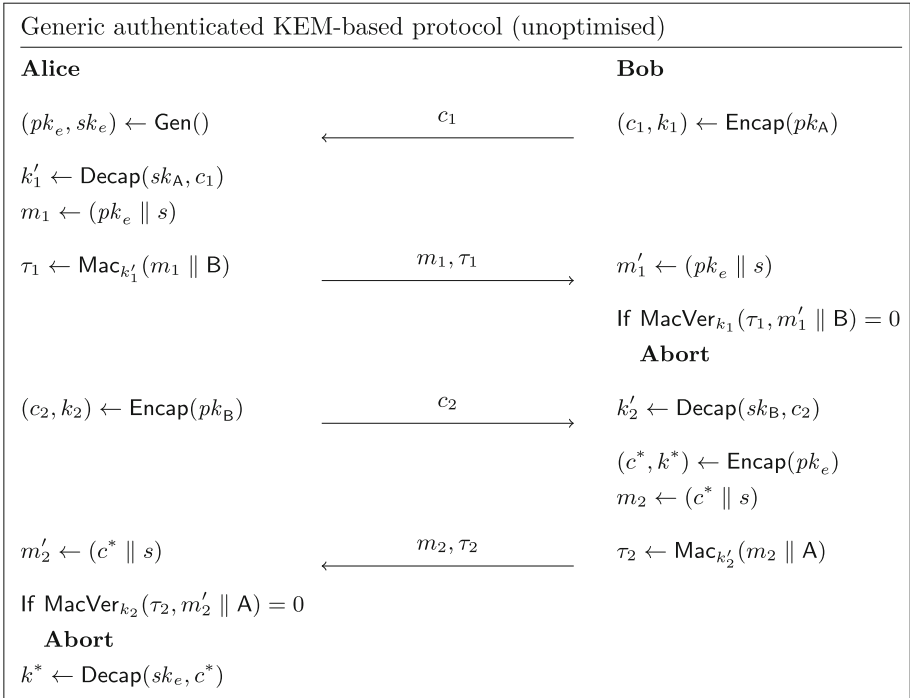 Generic authenticated KEM-based protocol (unoptimised)
Alice Bob
(pk_e, sk_e) ← Gen() c_1 (c_1, k_1) ← Encap(pk_A)
k′_1 ← Decap(sk_A, c_1)
m_1 ← (pk_e ∥ s)
τ_1 ← Mac_{k′_1}(m_1 ∥ B) m_1, τ_1 m′_1 ← (pk_e ∥ s)
If MacVer_{k_1}(τ_1, m′_1 ∥ B) = 0
Abort
(c_2, k_2) ← Encap(pk_B) c_2 k′_2 ← Decap(sk_B, c_2)
(c*, k*) ← Encap(pk_e)
m_2 ← (c* ∥ s)
m′_2 ← (c* ∥ s) m_2, τ_2 τ_2 ← Mac_{k′_2}(m_2 ∥ A)
If MacVer_{k_2}(τ_2, m′_2 ∥ A) = 0
Abort
k* ← Decap(sk_e, c*)